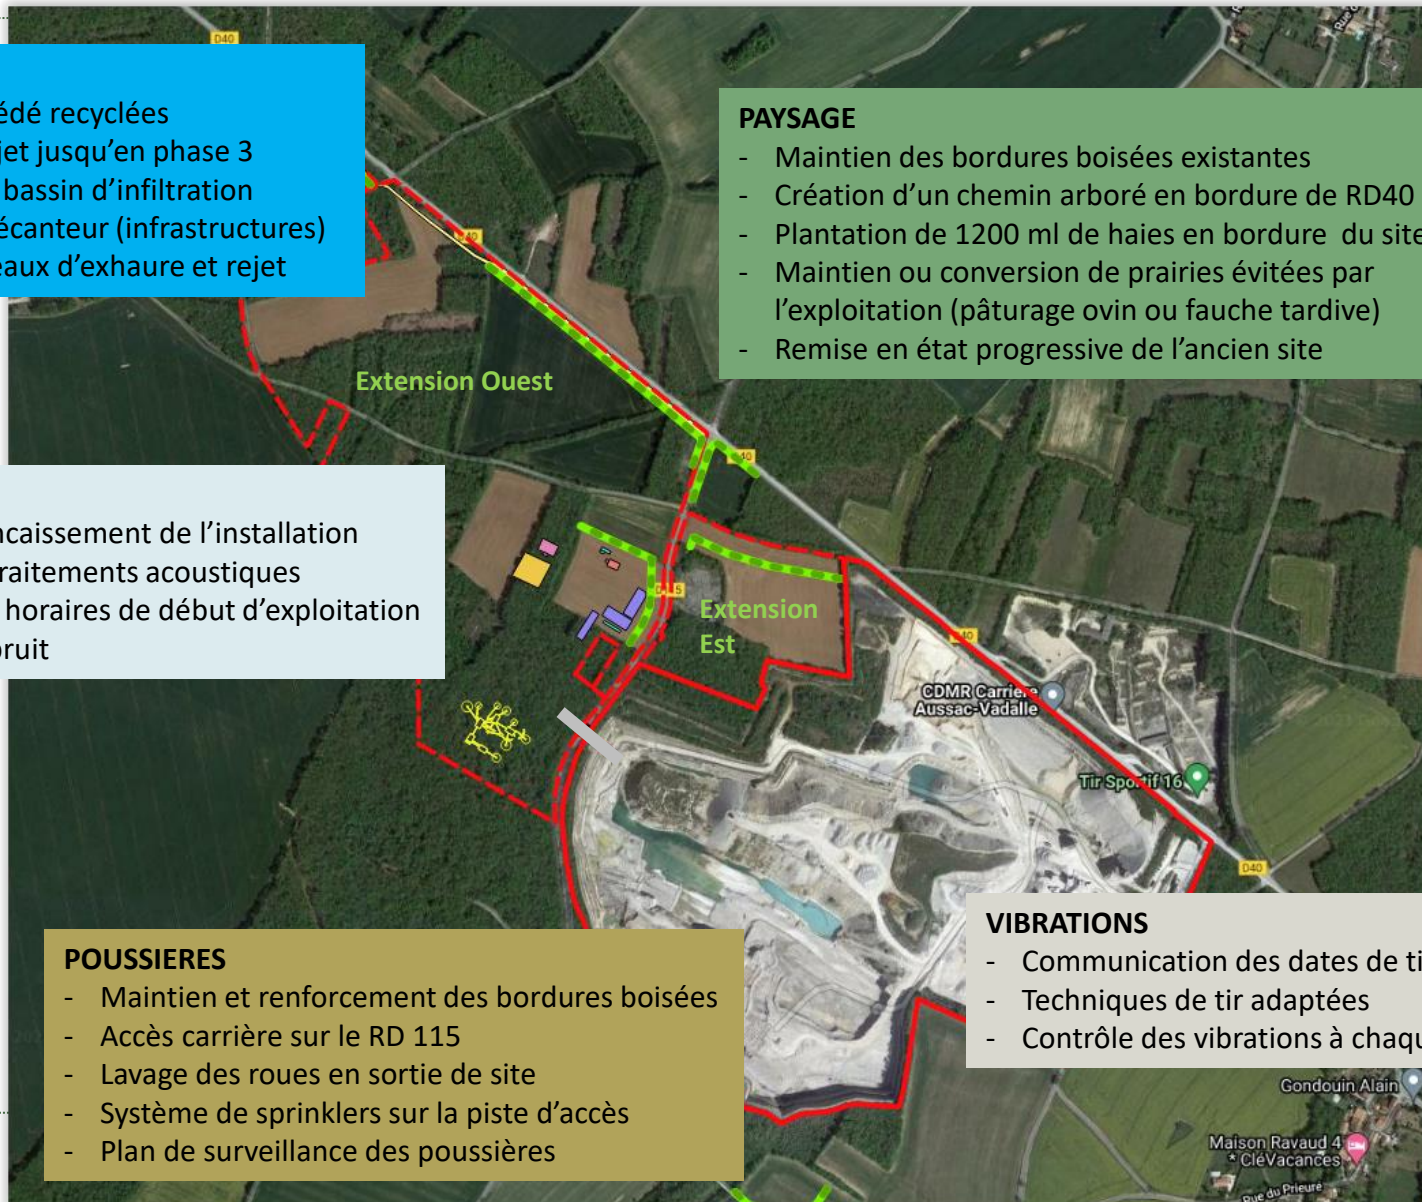 D40
édé recyclées
jet jusqu'en phase 3
bassin d'infiltration
écanteur (infrastructures)
eaux d'exhaure et rejet
PAYSAGE
- Maintien des bordures boisées existantes
- Création d'un chemin arboré en bordure de RD40
- Plantation de 1200 ml de haies en bordure du site
- Maintien ou conversion de prairies évitées par
l'exploitation (pâturage ovin ou fauche tardive)
- Remise en état progressive de l'ancien site
Extension Ouest
ncaissement de l'installation
raitements acoustiques
horaires de début d'exploitation
bruit
Extension
Est
CDMR Carriere
Aussac-Vadalle
Tir Sportif 16
D40
POUSSIERES
- Maintien et renforcement des bordures boisées
- Accès carrière sur le RD 115
- Lavage des roues en sortie de site
- Système de sprinklers sur la piste d'accès
- Plan de surveillance des poussières
VIBRATIONS
- Communication des dates de ti
- Techniques de tir adaptées
- Contrôle des vibrations à chaqu
Gondouin Alain
Maison Ravaud 4
* CléVacances
Rue du Prieuré